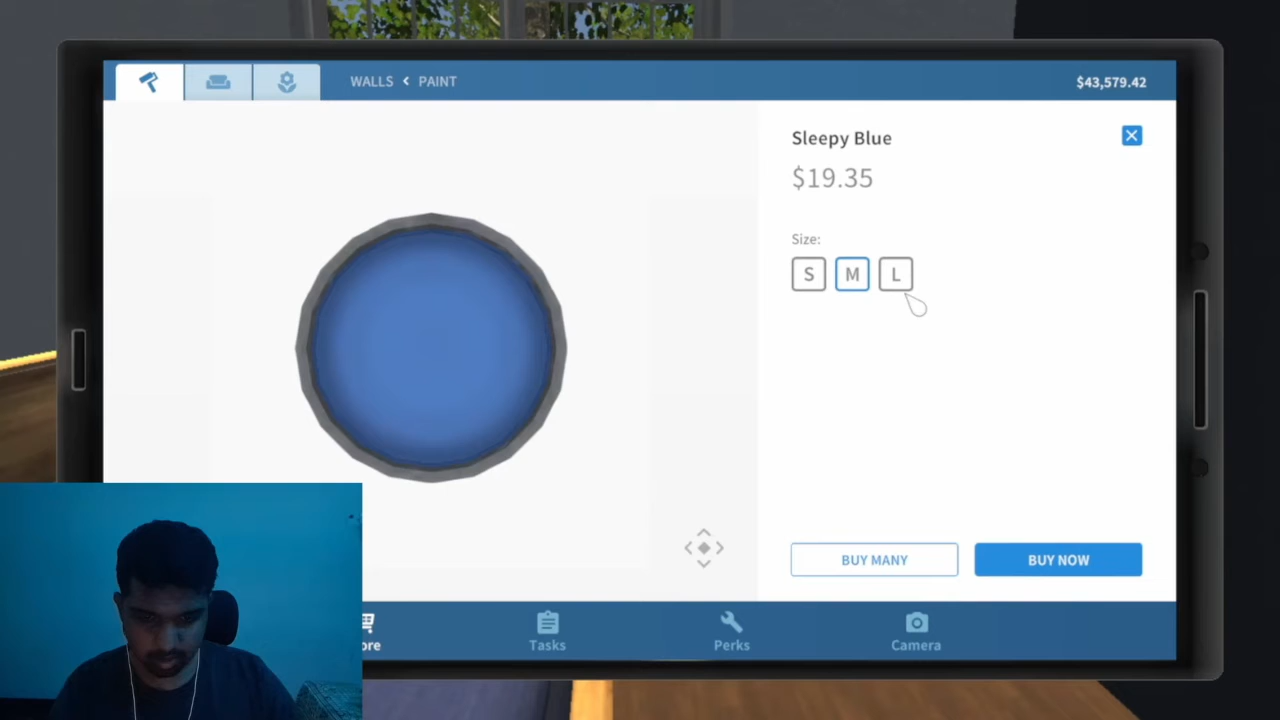 WALLS < PAINT
$43,579.42
Sleepy Blue
$19.35
Size:
S M L
BUY MANY
BUY NOW
ore
Tasks
Perks
Camera